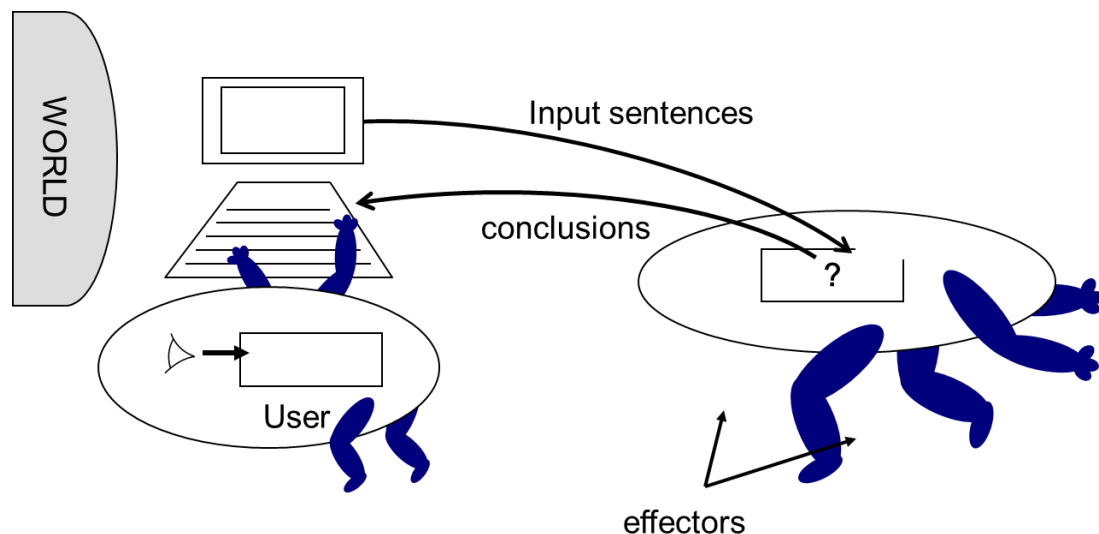 WORLD
Input sentences
conclusions
?
User
effectors